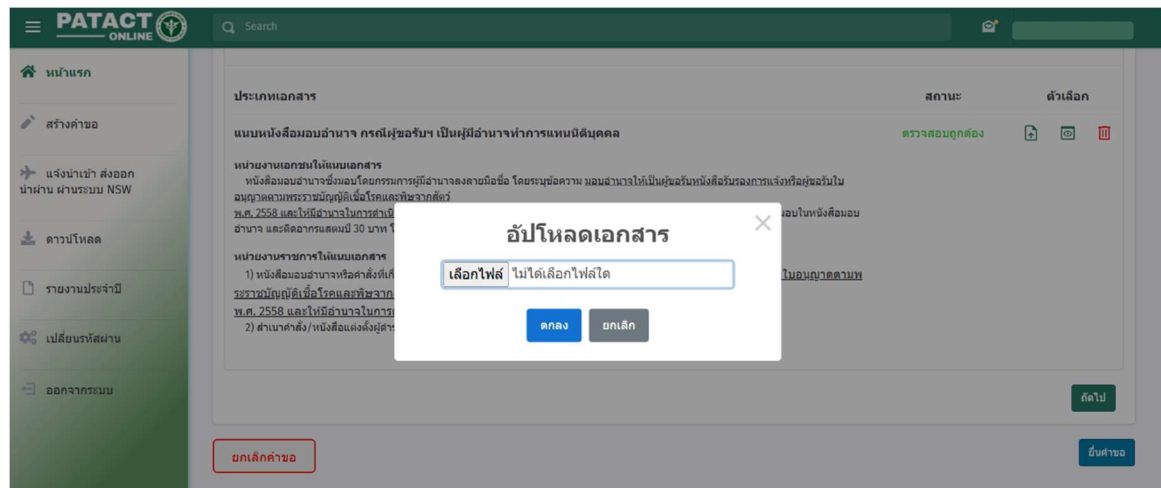 PATACT
ONLINE
Search
หน้าแรก
สร้างคำขอ
แจ้งนำเข้า ส่งออก
นำผ่าน ผ่านระบบ NSW
ดาวน์โหลด
รายงานประจำปี
เปลี่ยนรหัสผ่าน
ออกจากระบบ
ประเภทเอกสาร สถานะ ตัวเลือก
แนบหนังสือมอบอำนาจ กรณีผู้ขอรับฯ เป็นผู้มีอำนาจทำการแทนนิติบุคคล ตรวจสอบถูกต้อง
หน่วยงานเอกชนให้แนบเอกสาร
หนังสือมอบอำนาจซึ่งมอบโดยกรรมการผู้มีอำนาจลงลายมือชื่อ โดยระบุข้อความ มอบอำนาจให้เป็นผู้ขอรับหนังสือรับรองการแจ้งหรือผู้ขอรับใบ
อนุญาตตามพระราชบัญญัติเชื้อโรคและพิษจากสัตว์
พ.ศ. 2558 และให้มีอำนาจในการดำเนิ มอบในหนังสือมอบ
อำนาจ และติดอากรแสตมป์ 30 บาท
หน่วยงานราชการให้แนบเอกสาร
1) หนังสือมอบอำนาจหรือคำสั่งที่เกี่ ใบอนุญาตตามพ
ระราชบัญญัติเชื้อโรคและพิษจาก
พ.ศ. 2558 และให้มีอำนาจในการ
2) สำเนาคำสั่ง/หนังสือแต่งตั้งผู้ดำร
อัปโหลดเอกสาร
เลือกไฟล์ ไม่ได้เลือกไฟล์ใด
ตกลง ยกเลิก
ถัดไป
ยกเลิกคำขอ ยื่นคำขอ